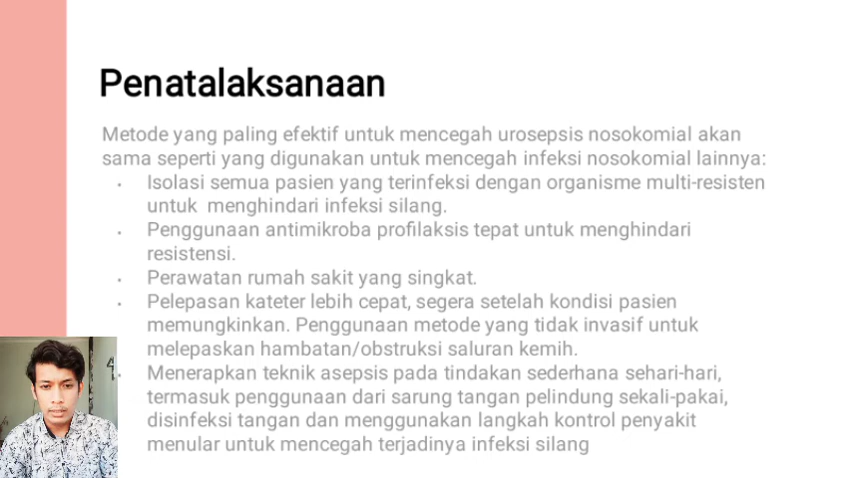 Penatalaksanaan
Metode yang paling efektif untuk mencegah urosepsis nosokomial akan
sama seperti yang digunakan untuk mencegah infeksi nosokomial lainnya:
• Isolasi semua pasien yang terinfeksi dengan organisme multi-resisten
untuk menghindari infeksi silang.
• Penggunaan antimikroba profilaksis tepat untuk menghindari
resistensi.
• Perawatan rumah sakit yang singkat.
• Pelepasan kateter lebih cepat, segera setelah kondisi pasien
memungkinkan. Penggunaan metode yang tidak invasif untuk
melepaskan hambatan/obstruksi saluran kemih.
• Menerapkan teknik asepsis pada tindakan sederhana sehari-hari,
termasuk penggunaan dari sarung tangan pelindung sekali-pakai,
disinfeksi tangan dan menggunakan langkah kontrol penyakit
menular untuk mencegah terjadinya infeksi silang